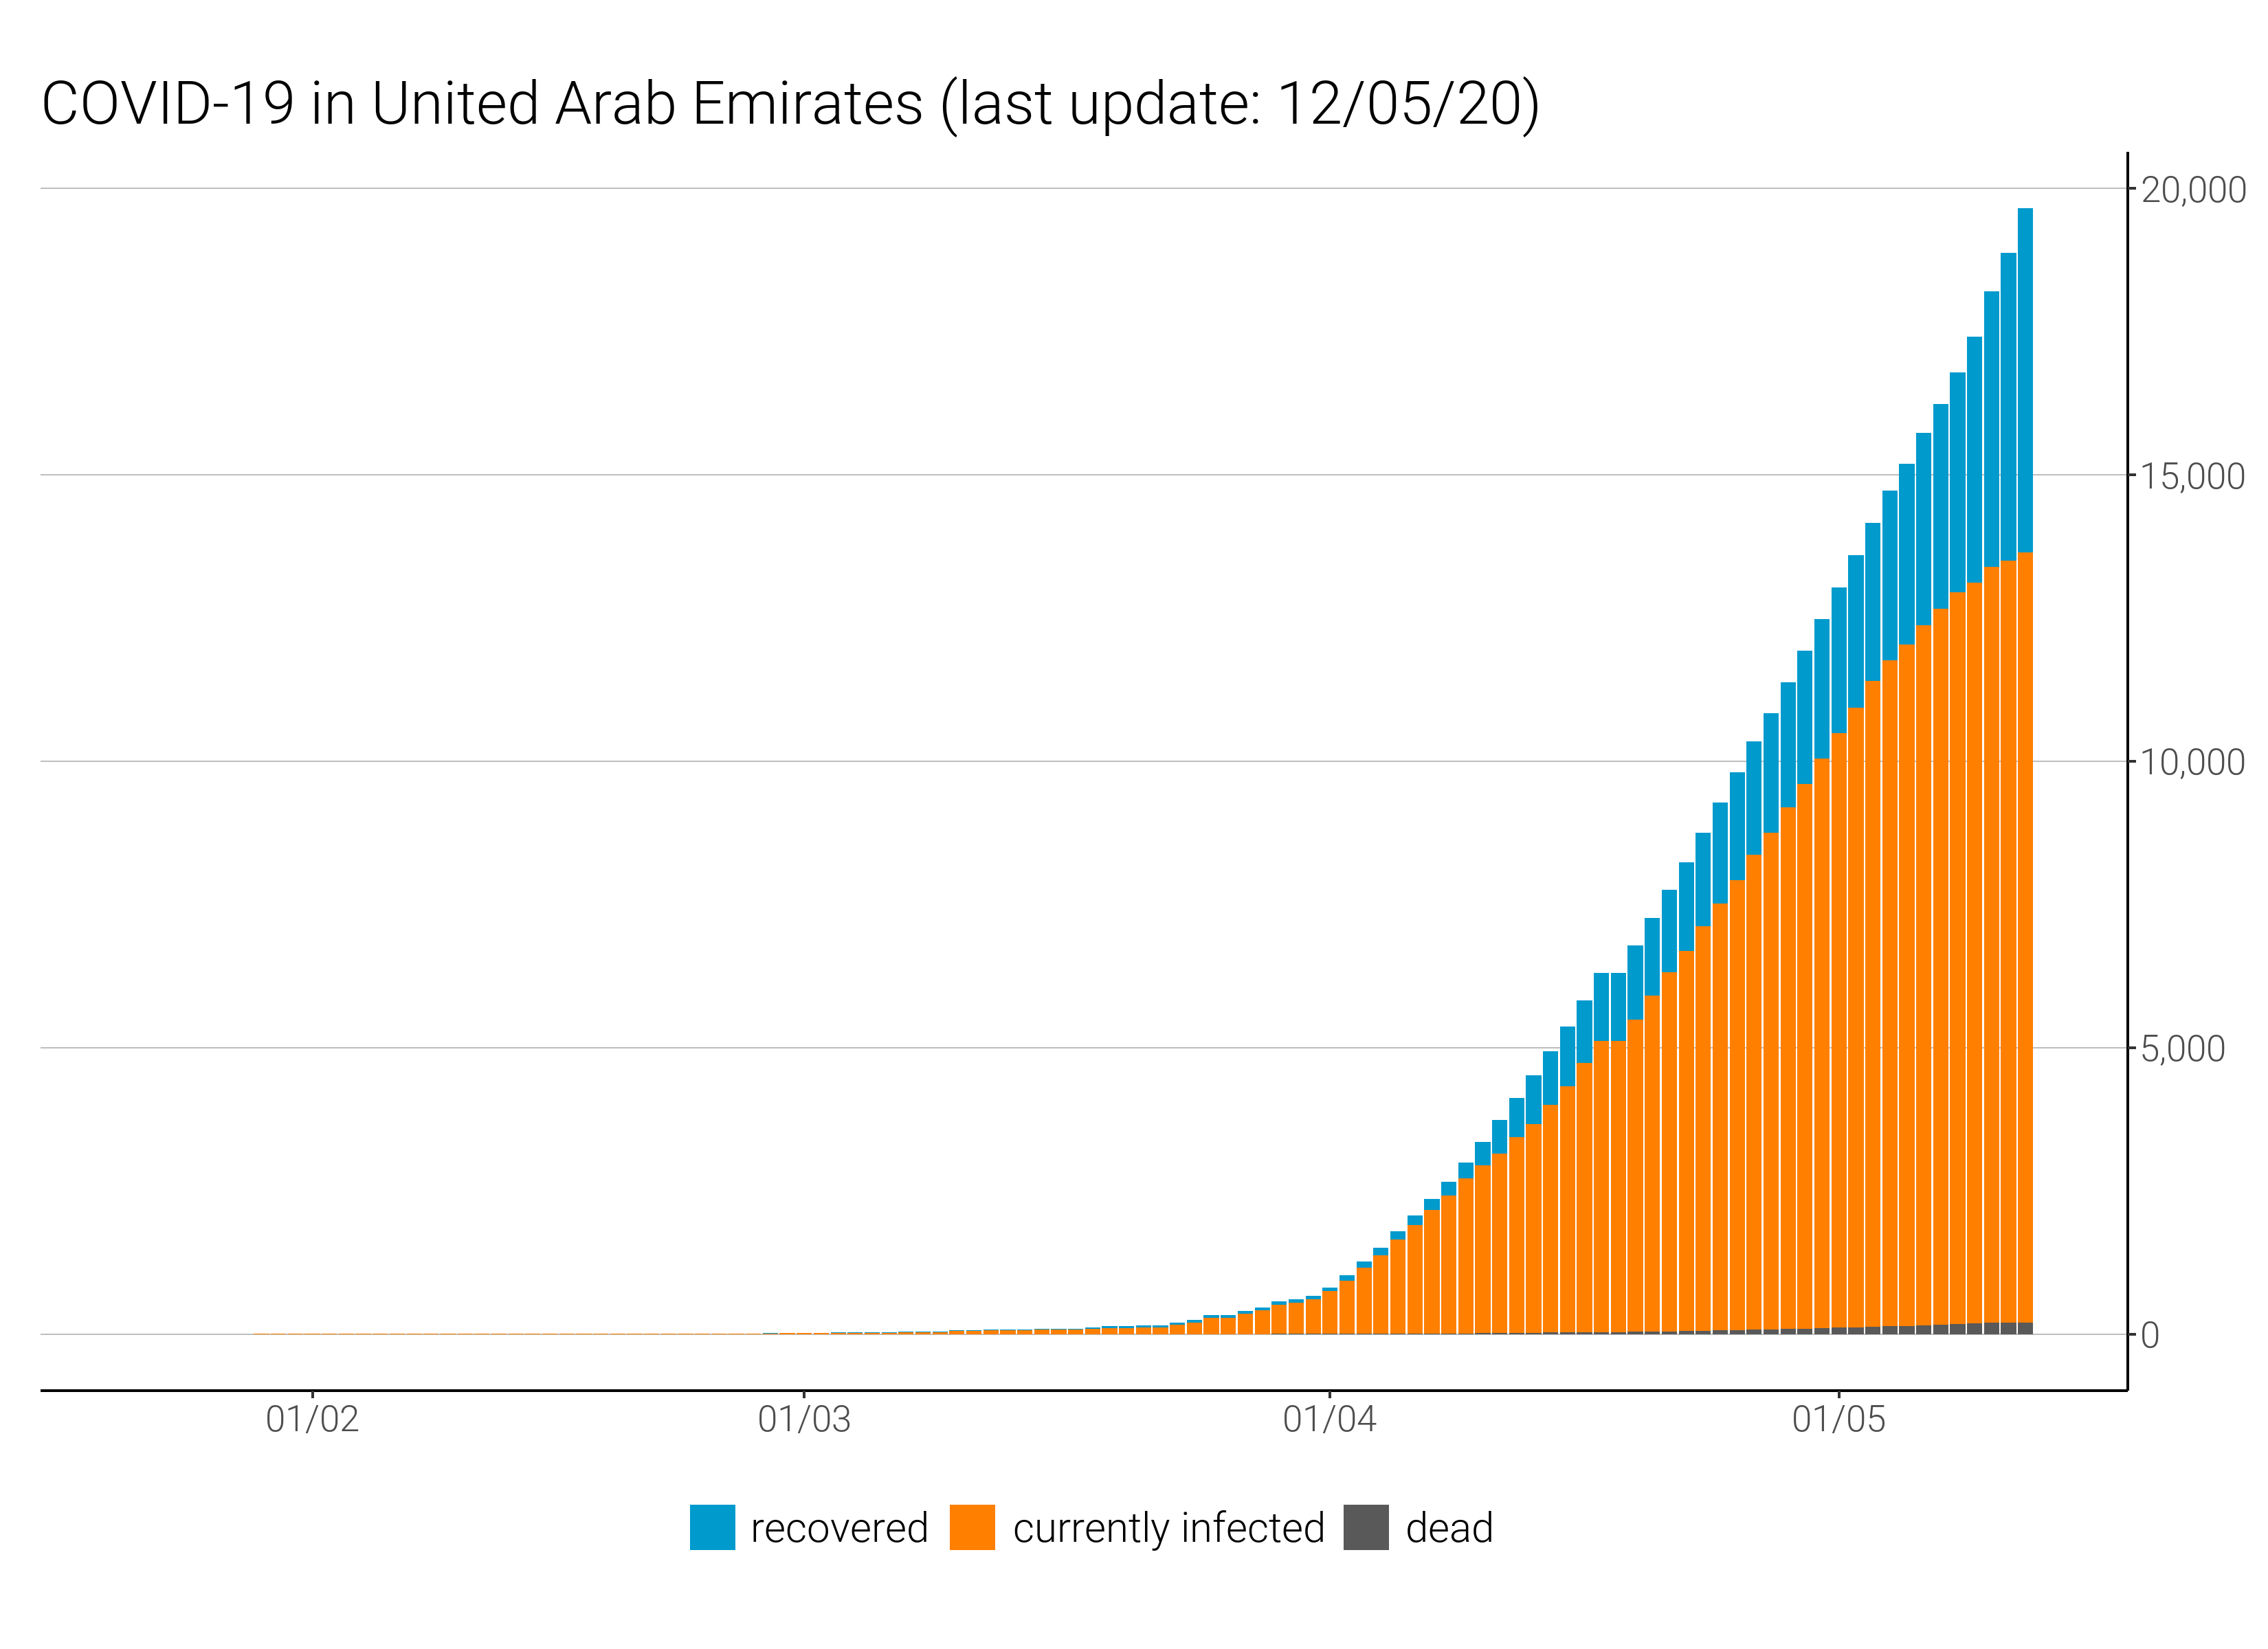 COVID-19 in United Arab Emirates (last update: 12/05/20)
20,000
15,000
10,000
5,000
0
01/02 01/03 01/04 01/05
recovered currently infected dead